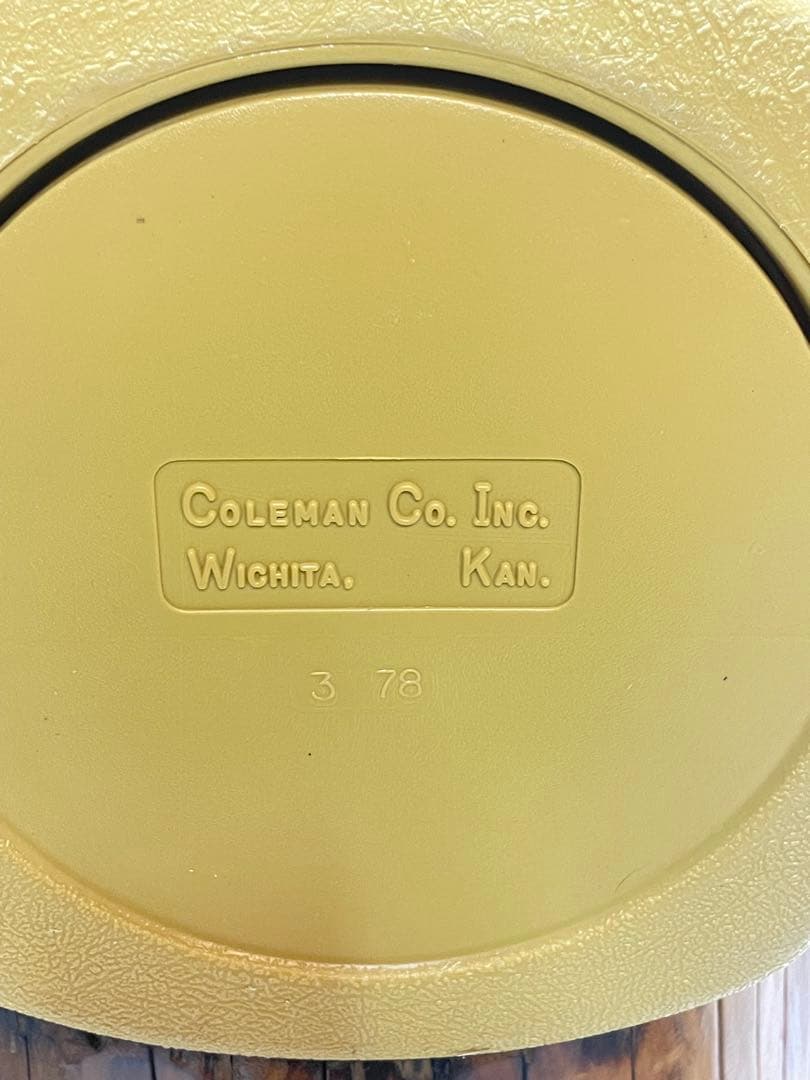 COLEMAN CO. INC.
WICHITA, KAN.
3 78